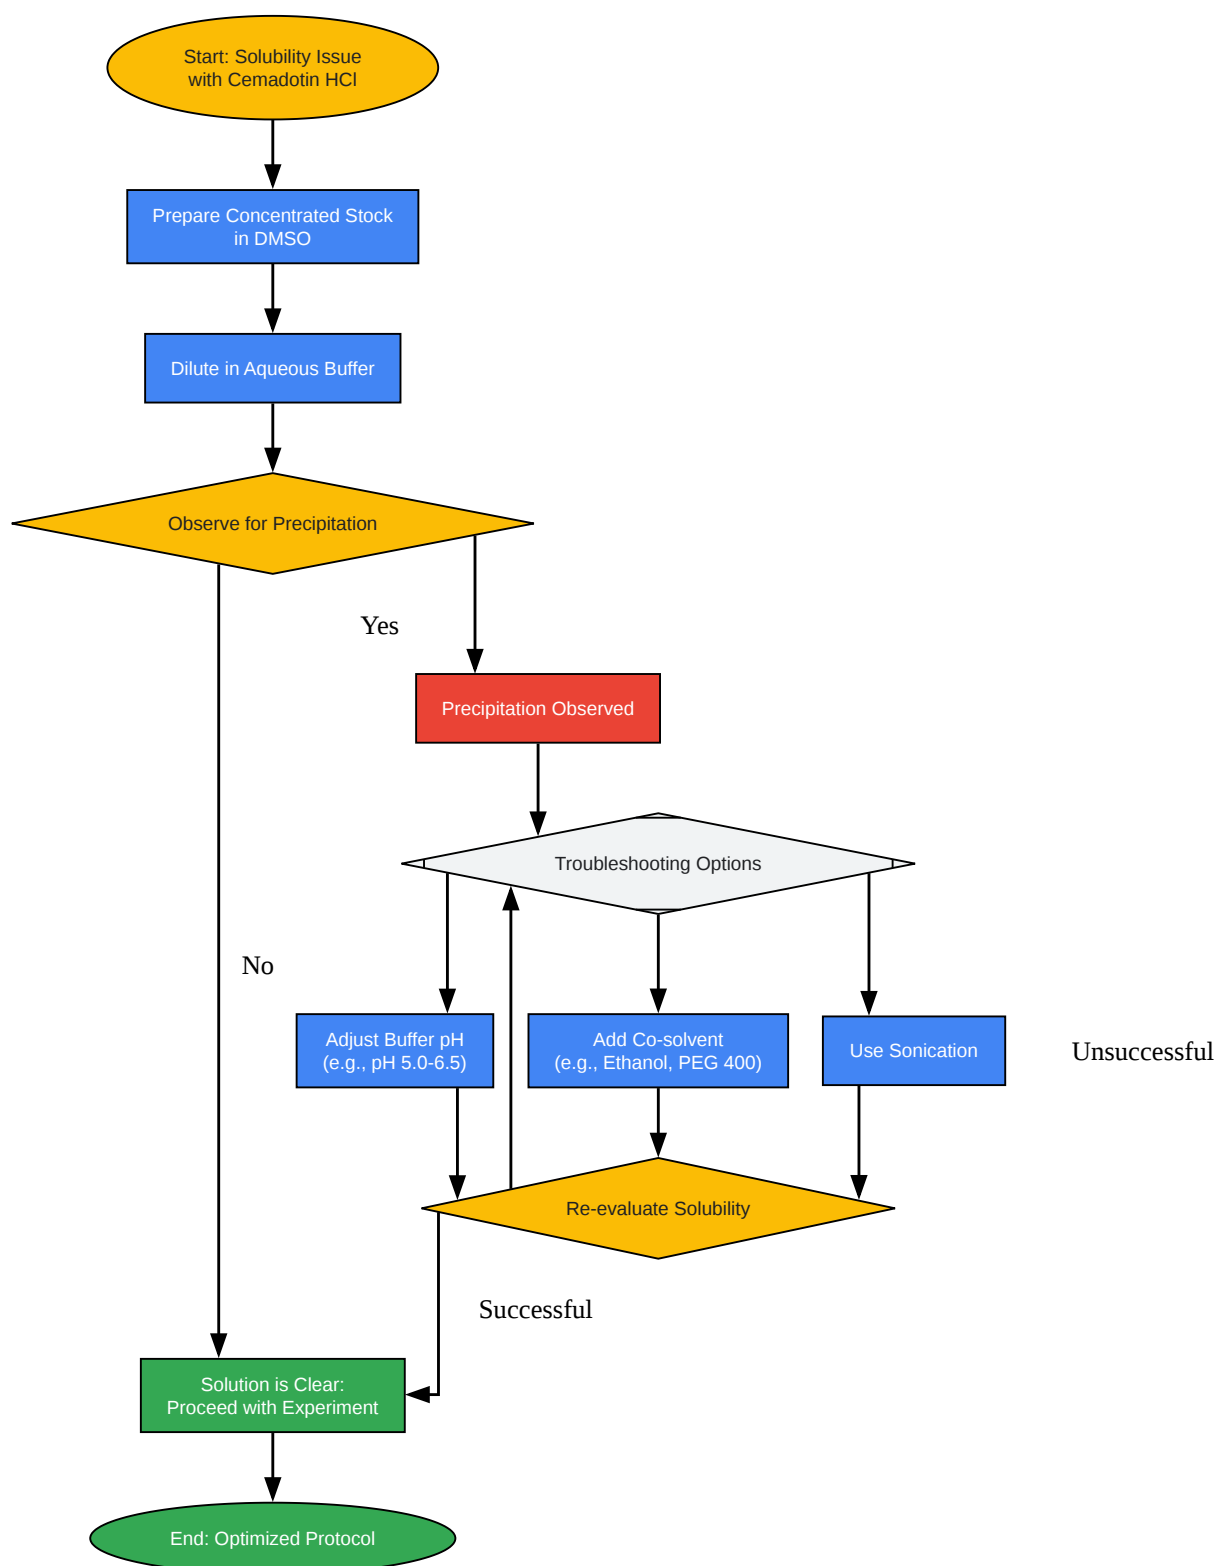 Start: Solubility Issue
with Cemadotin HCl
Prepare Concentrated Stock
in DMSO
Dilute in Aqueous Buffer
Observe for Precipitation
Yes
Precipitation Observed
Troubleshooting Options
No
Adjust Buffer pH
(e.g., pH 5.0-6.5)
Add Co-solvent
(e.g., Ethanol, PEG 400)
Use Sonication
Unsuccessful
Re-evaluate Solubility
Successful
Solution is Clear:
Proceed with Experiment
End: Optimized Protocol